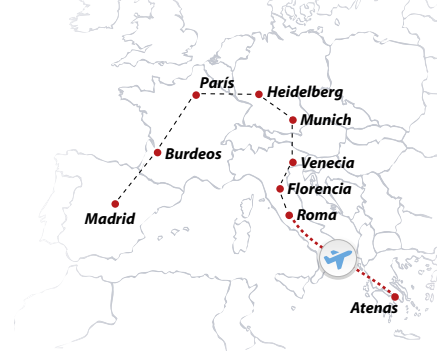 París
Heidelberg
Munich
Burdeos
Venecia
Florencia
Madrid
Roma
Atenas